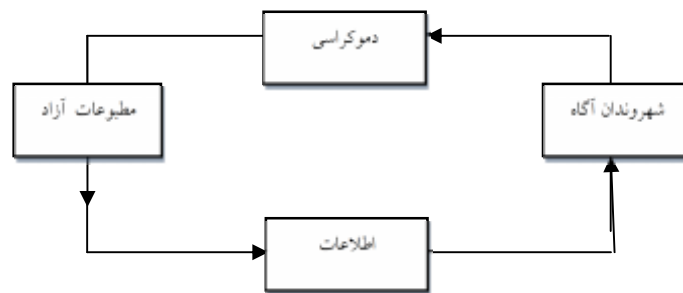 دموکراسی
شهروندان آگاه
مطبوعات آزاد
اطلاعات